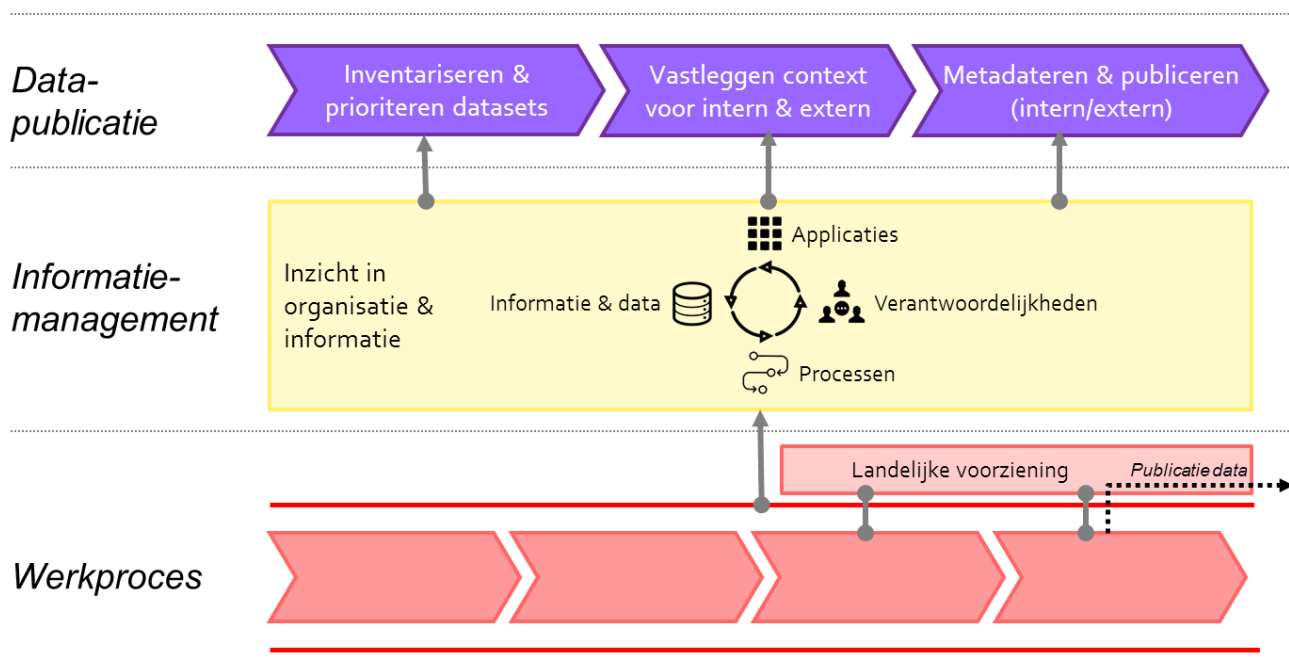 Data-
publicatie
Inventariseren &
prioriteren datasets
Vastleggen context
voor intern & extern
Metadateren & publiceren
(intern/extern)
Informatie-
management
Inzicht in
organisatie &
informatie
Applicaties
Informatie & data
Verantwoordelijkheden
Processen
Landelijke voorziening
Publicatie data
Werkproces